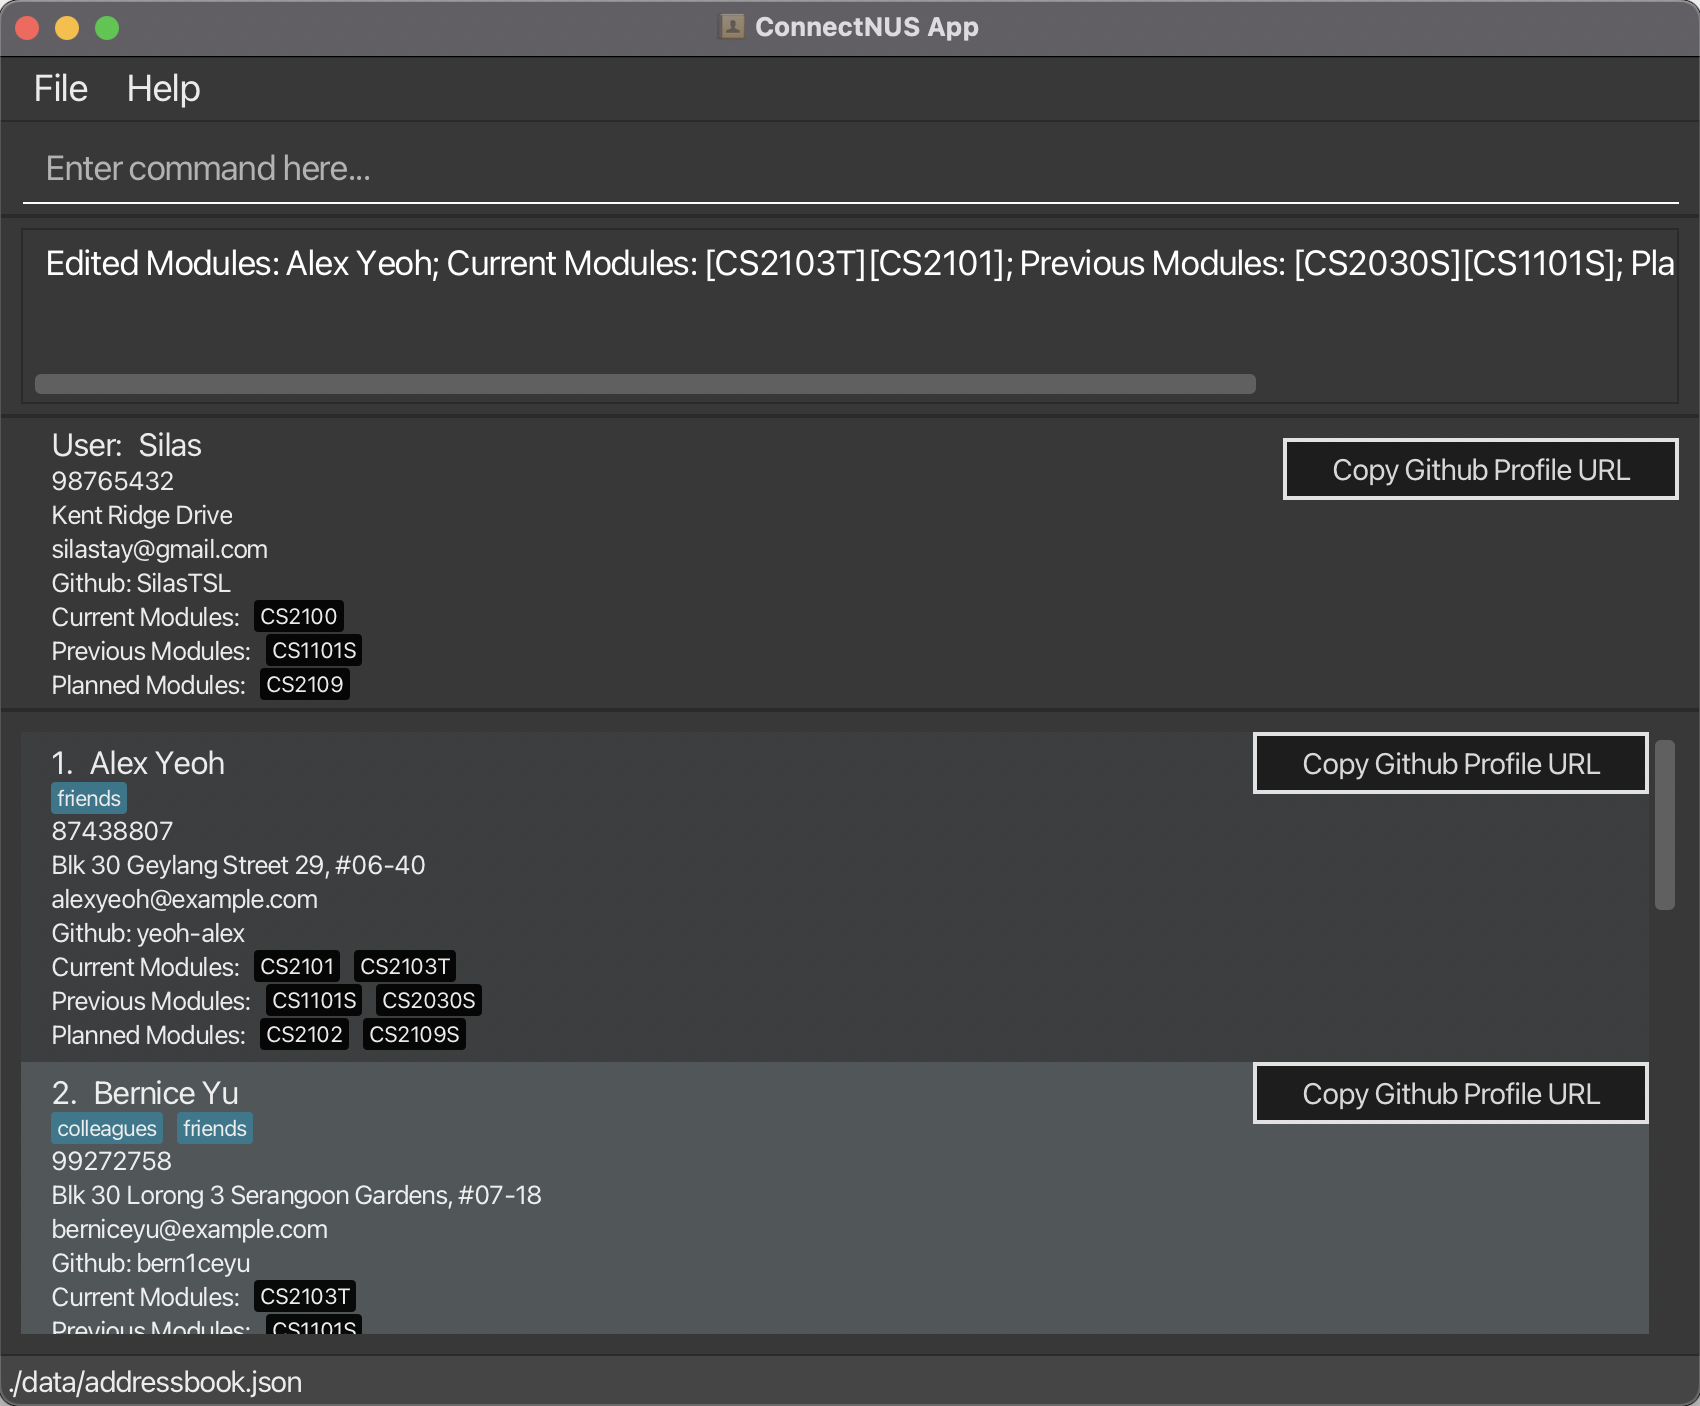 ConnectNUS App
File Help
Enter command here...
Edited Modules: Alex Yeoh; Current Modules: [CS2103T][CS2101]; Previous Modules: [CS2030S][CS1101S]; Pla
User: Silas
Copy Github Profile URL
98765432
Kent Ridge Drive
silastay@gmail.com
Github: SilasTSL
Current Modules: CS2100
Previous Modules: CS1101S
Planned Modules: CS2109
1. Alex Yeoh
Copy Github Profile URL
friends
87438807
Blk 30 Geylang Street 29, #06-40
alexyeoh@example.com
Github: yeoh-alex
Current Modules: CS2101 CS2103T
Previous Modules: CS1101S CS2030S
Planned Modules: CS2102 CS2109S
2. Bernice Yu
Copy Github Profile URL
colleagues friends
99272758
Blk 30 Lorong 3 Serangoon Gardens, #07-18
berniceyu@example.com
Github: bern1ceyu
Current Modules: CS2103T
Previous Modules: CS1101S
./data/addressbook.json